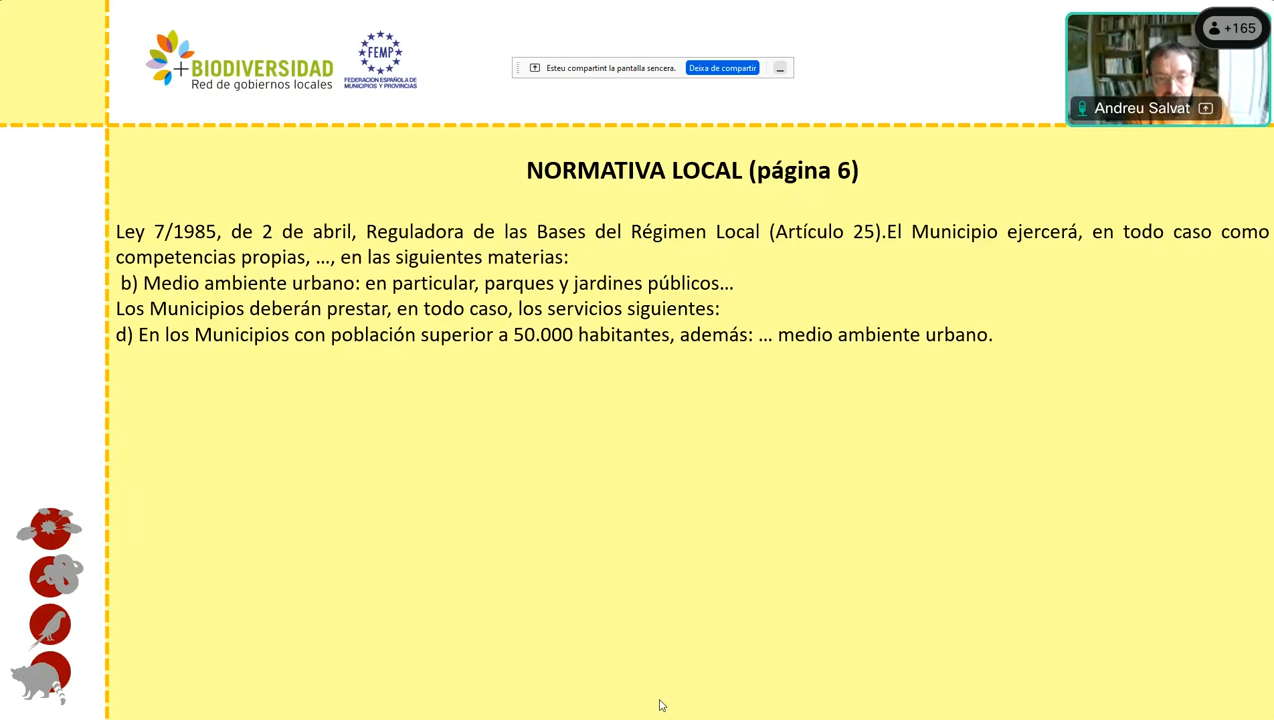 +BIODIVERSIDAD
Red de gobiernos locales
FEMP
FEDERACION ESPAÑOLA DE
MUNICIPIOS Y PROVINCIAS
Esteu compartint la pantalla sencera.
Deixa de compartir
+165
Andreu Salvat
NORMATIVA LOCAL (página 6)
Ley 7/1985, de 2 de abril, Reguladora de las Bases del Régimen Local (Artículo 25).El Municipio ejercerá, en todo caso como
competencias propias, …, en las siguientes materias:
b) Medio ambiente urbano: en particular, parques y jardines públicos…
Los Municipios deberán prestar, en todo caso, los servicios siguientes:
d) En los Municipios con población superior a 50.000 habitantes, además: … medio ambiente urbano.